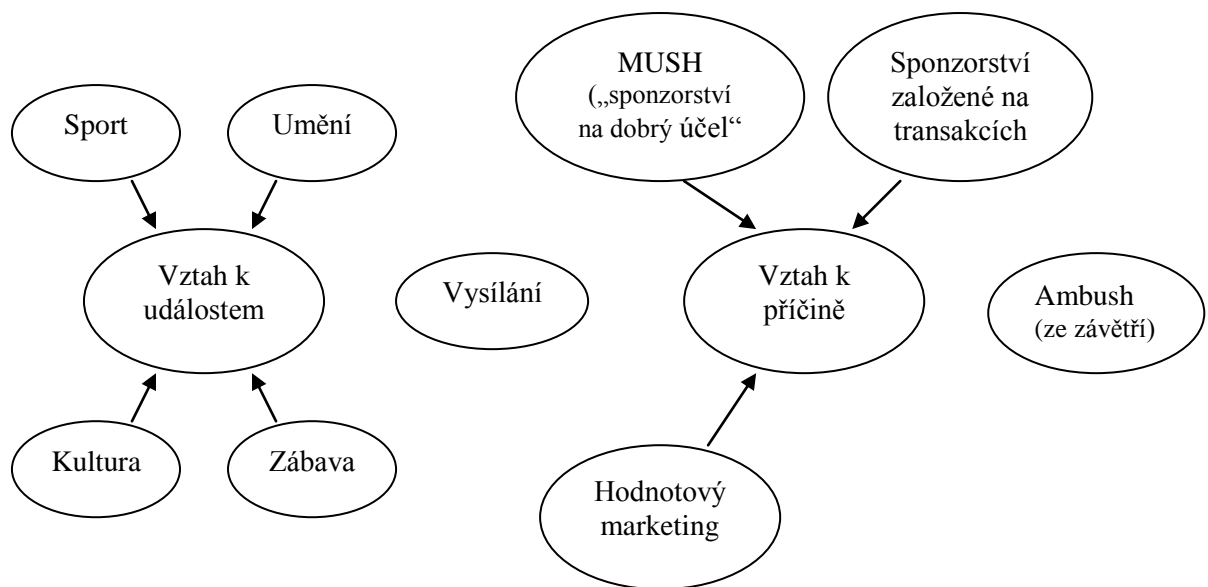 Sport
Umění
MUSH
(„sponzorství
na dobrý účel“
Sponzorství
založené na
transakcích
Vztah k
událostem
Vysílání
Vztah k
příčině
Ambush
(ze závětří)
Kultura
Zábava
Hodnotový
marketing